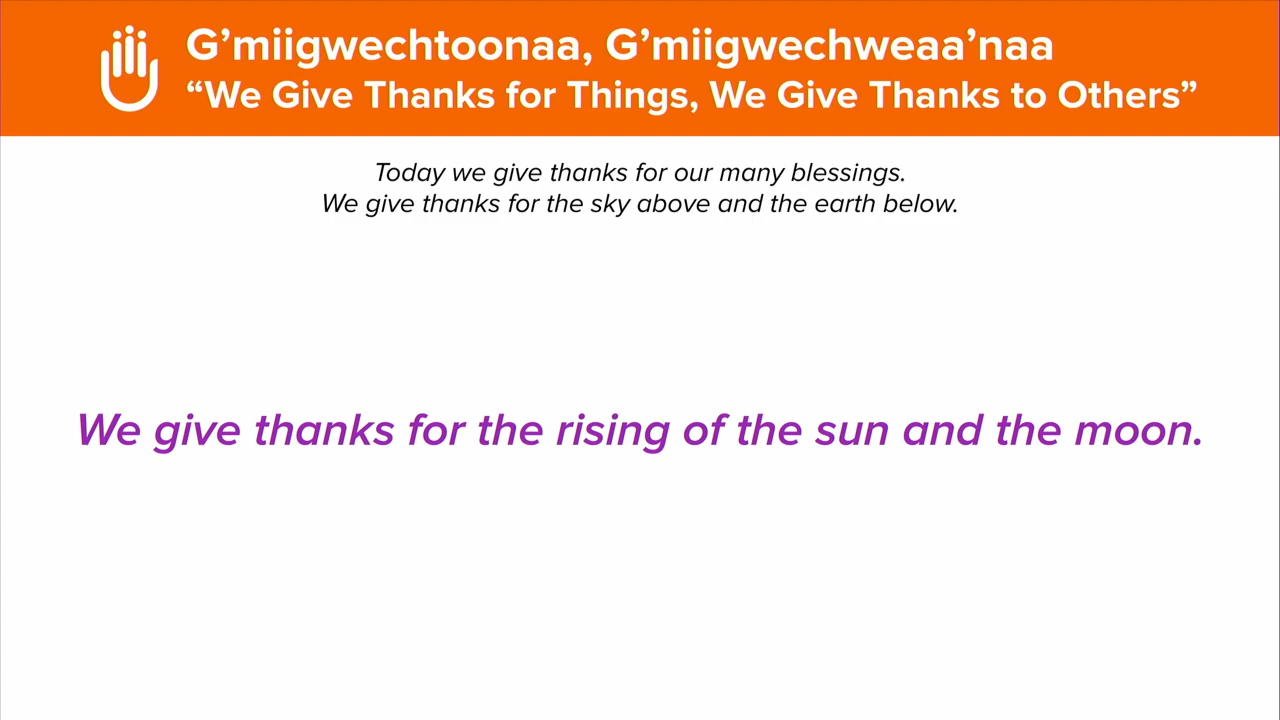 G’miigwechtoonaa, G’miigwechweaa’naa
“We Give Thanks for Things, We Give Thanks to Others”
Today we give thanks for our many blessings.
We give thanks for the sky above and the earth below.
We give thanks for the rising of the sun and the moon.